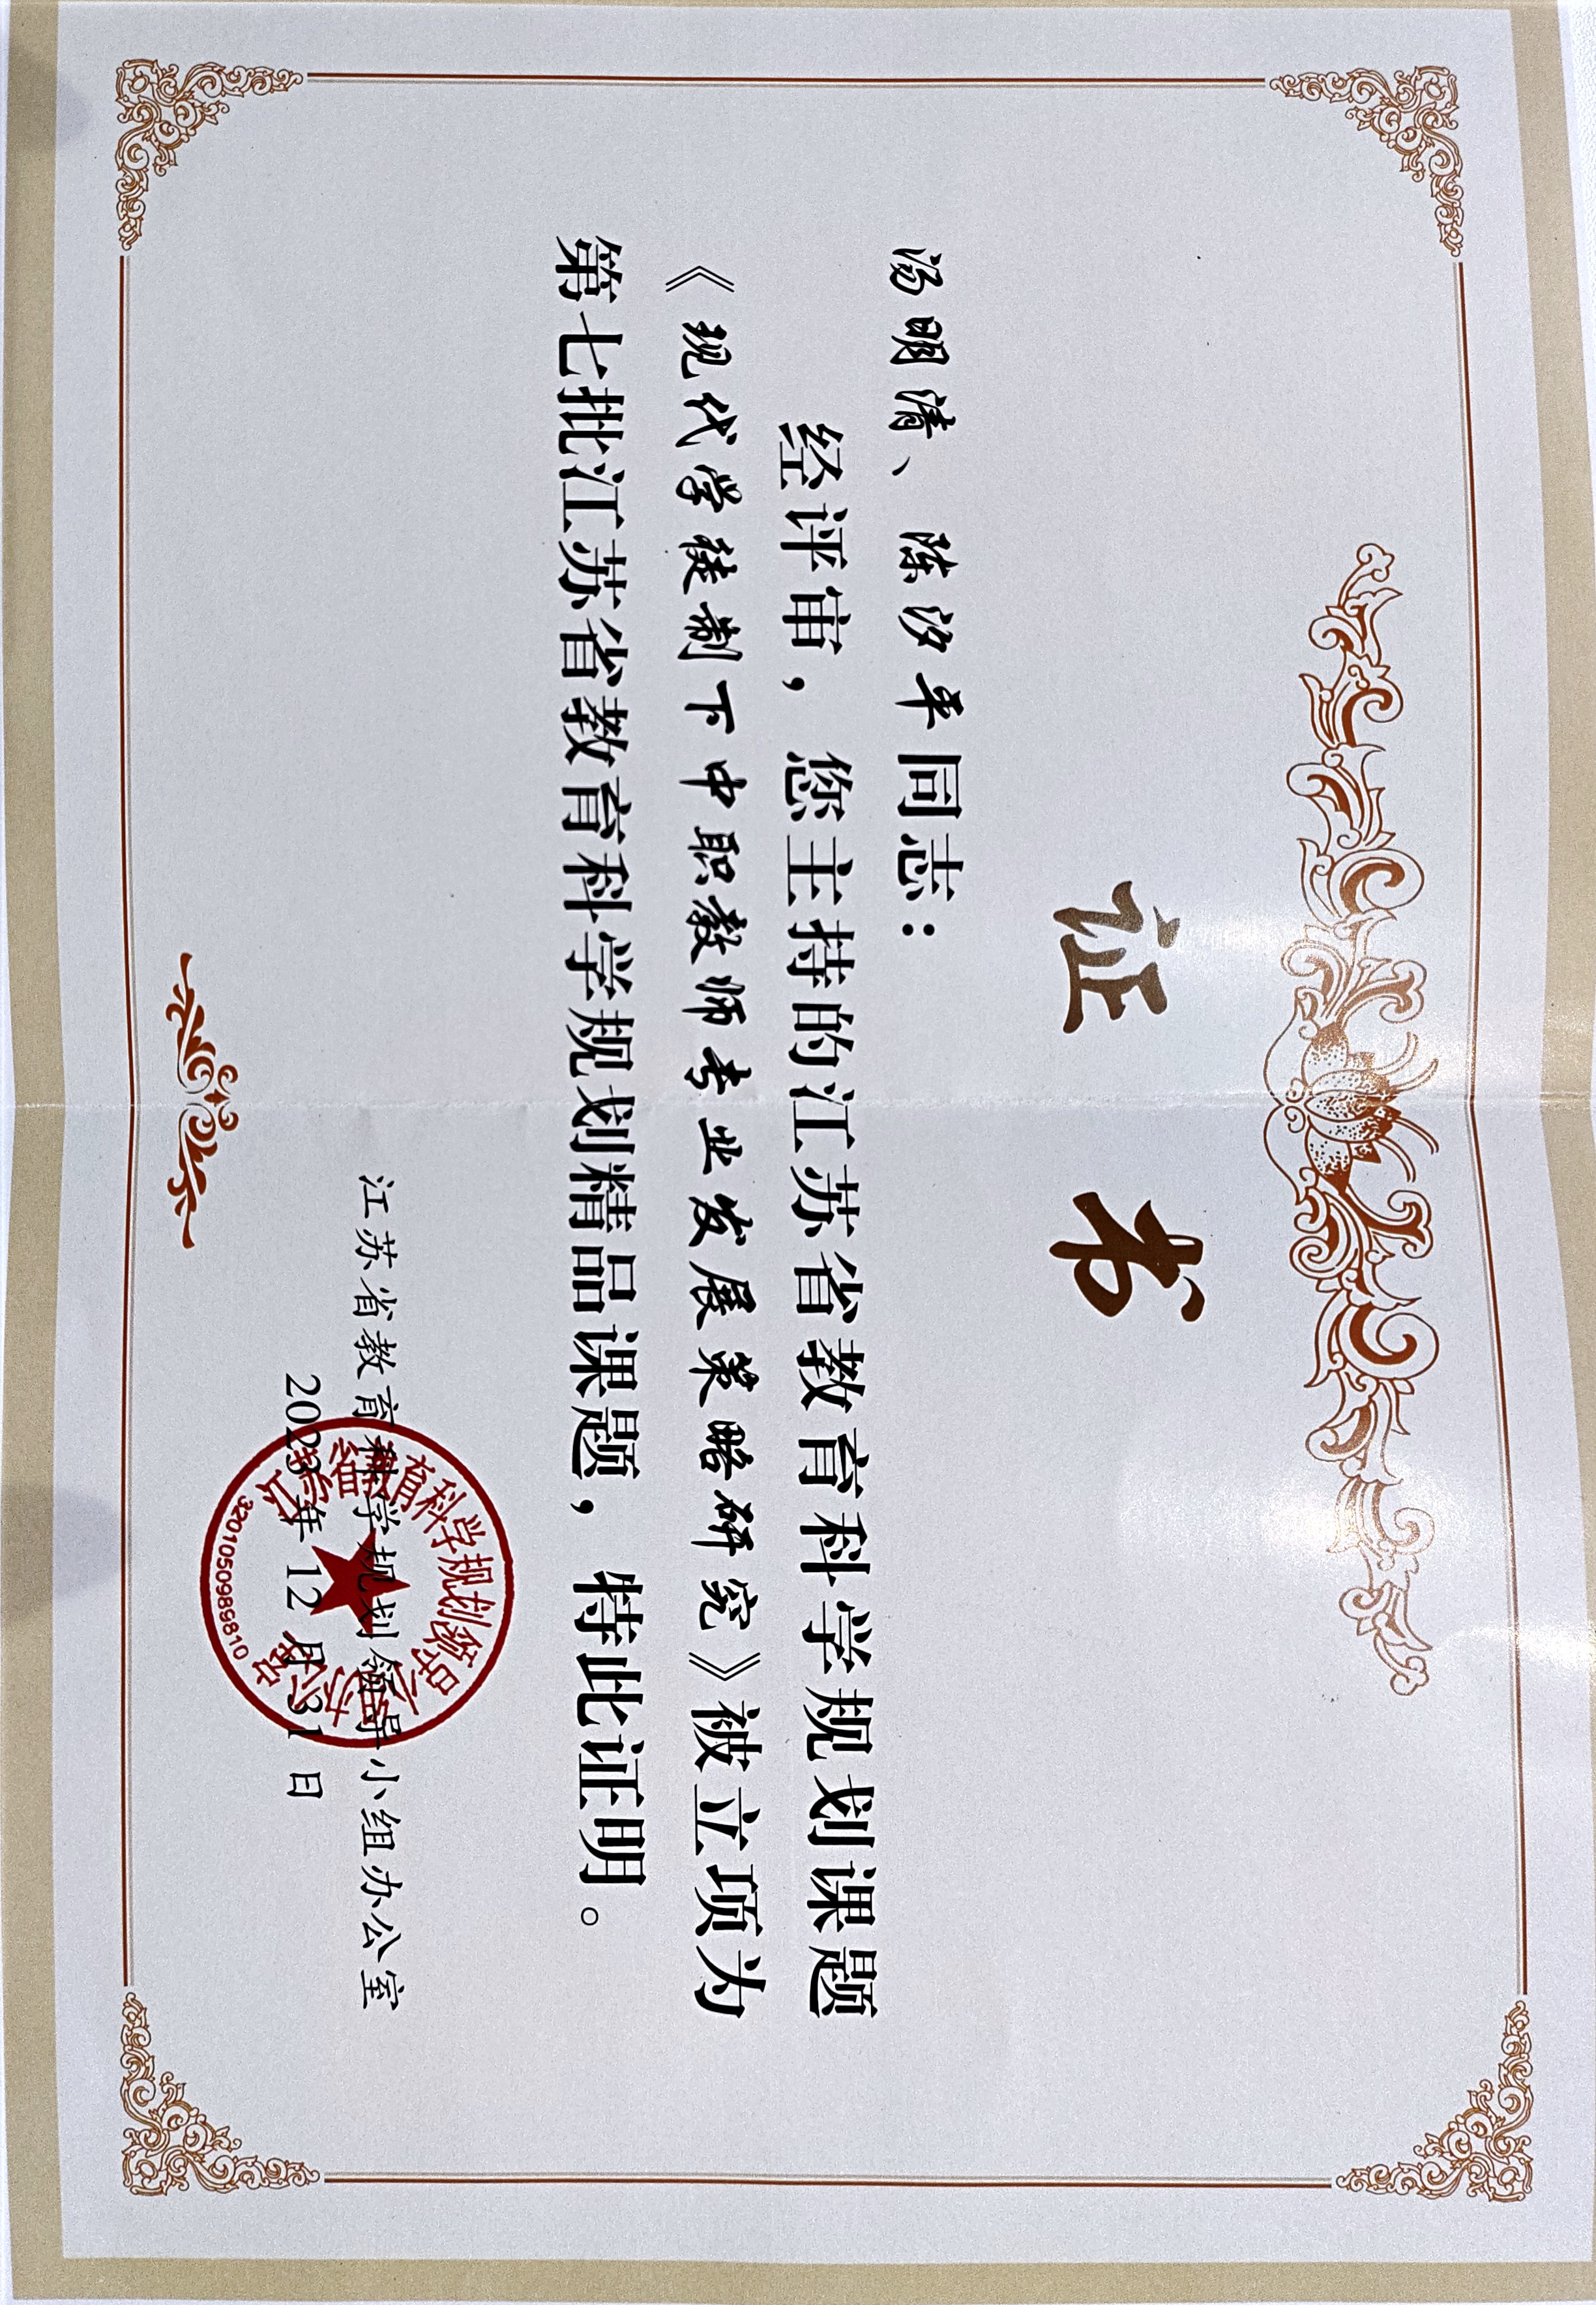 证书
汤明清、陈汐平同志：
经评审，您主持的江苏省教育科学规划课题
《现代学徒制下中职教师专业发展策略研究》被立项为
第七批江苏省教育科学规划精品课题，特此证明。
江苏省教育科学规划领导小组办公室
2023年12月31日
3201050989810